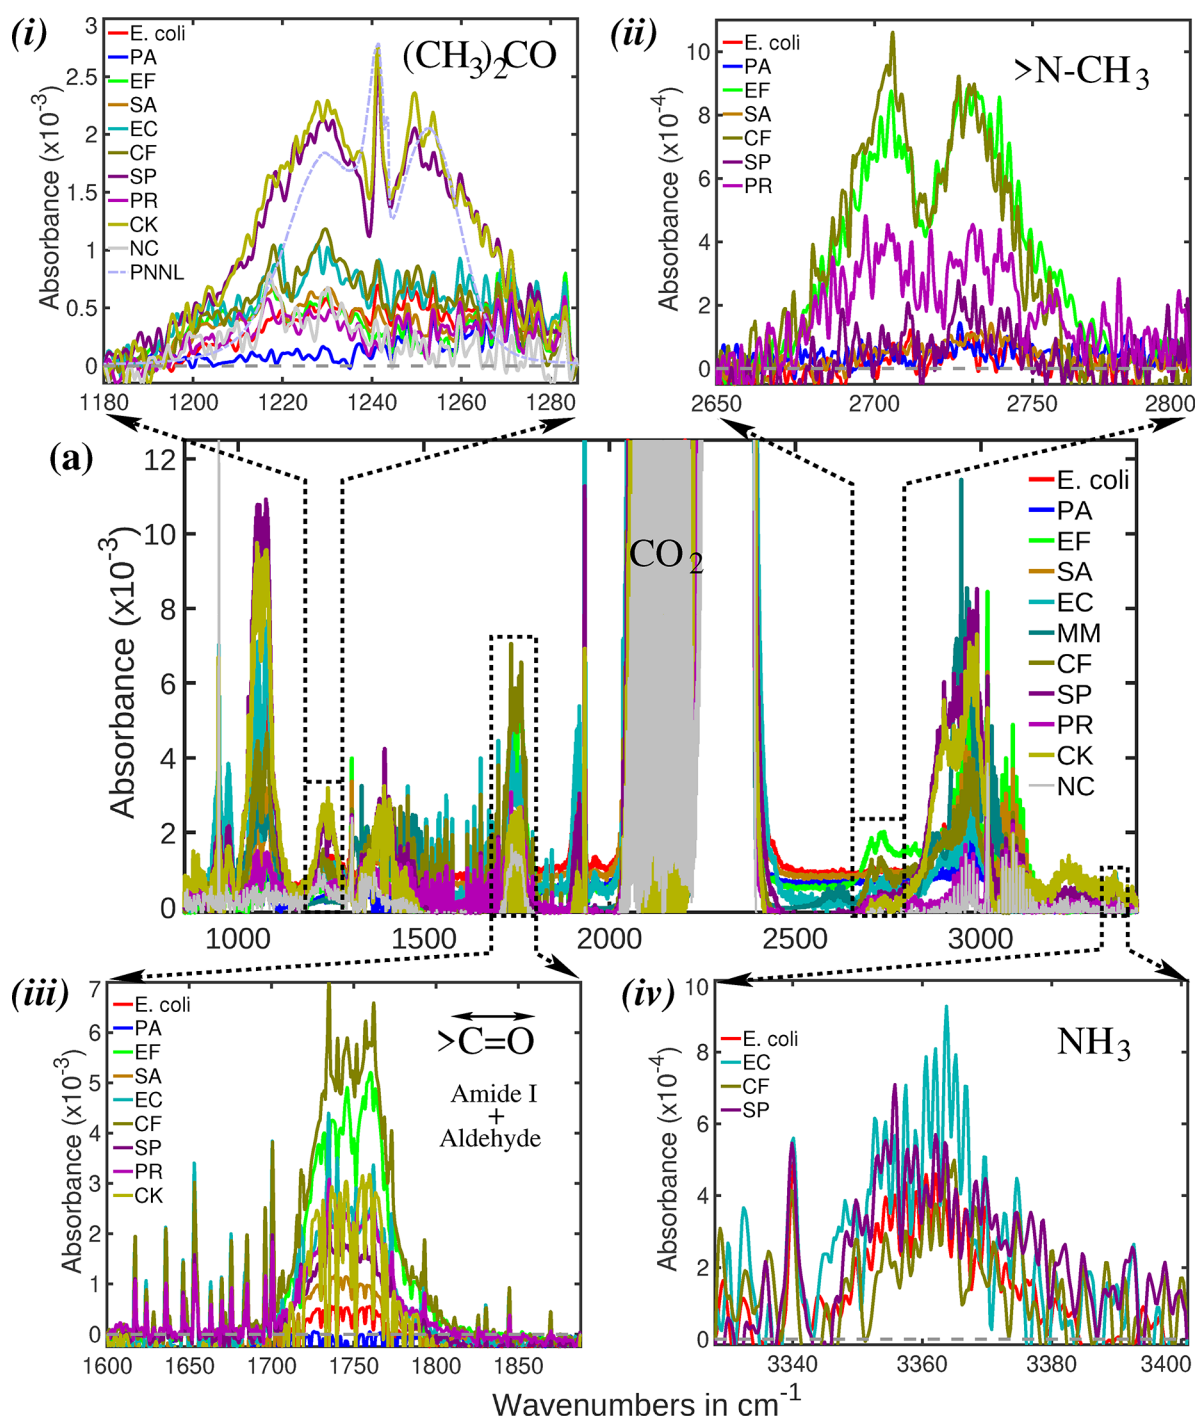 (i)
(CH3)2CO
Absorbance (x10-3)
3
2.5
2
1.5
1
0.5
0
1180
1200
1220
1240
1260
1280
E. coli
PA
EF
SA
EC
CF
SP
PR
CK
NC
PNNL
(ii)
>N-CH3
Absorbance (x10-4)
10
8
6
4
2
0
2650
2700
2750
2800
E. coli
PA
EF
SA
CF
SP
PR
(a)
CO2
Absorbance (x10-3)
12
10
8
6
4
2
0
1000
1500
2000
2500
3000
E. coli
PA
EF
SA
EC
MM
CF
SP
PR
CK
NC
(iii)
>C=O
Amide I
+
Aldehyde
Absorbance (x10-3)
7
6
5
4
3
2
1
0
1600
1650
1700
1750
1800
1850
E. coli
PA
EF
SA
EC
CF
SP
PR
CK
(iv)
NH3
Absorbance (x10-4)
10
8
6
4
2
0
3340
3360
3380
3400
E. coli
EC
CF
SP
Wavenumbers in cm-1